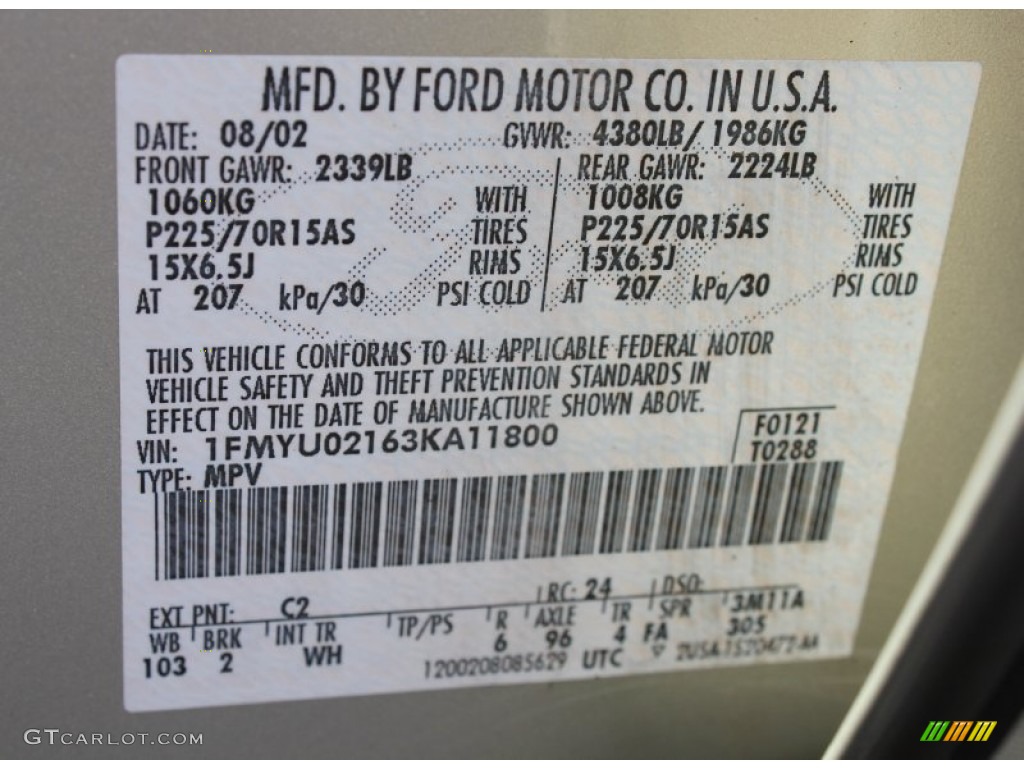 MFD. BY FORD MOTOR CO. IN U.S.A.
DATE: 08/02 GVWR: 4380LB/ 1986KG
FRONT GAWR: 2339LB REAR GAWR: 2224LB
1060KG WITH 1008KG WITH
P225/70R15AS TIRES P225/70R15AS TIRES
15X6.5J RIMS 15X6.5J RIMS
AT 207 kPa/30 PSI COLD AT 207 kPa/30 PSI COLD
THIS VEHICLE CONFORMS TO ALL APPLICABLE FEDERAL MOTOR
VEHICLE SAFETY AND THEFT PREVENTION STANDARDS IN
EFFECT ON THE DATE OF MANUFACTURE SHOWN ABOVE.
VIN: 1FMYU02163KA11800 F0121
TYPE: MPV T0288
EXT PNT: C2 RC: 24 DSO:
WB BRK INT TR TP/PS R AXLE TR SPR 3M11A
103 2 WH 6 96 4 FA 305
1200208085629 UTC
GTCARLOT.COM